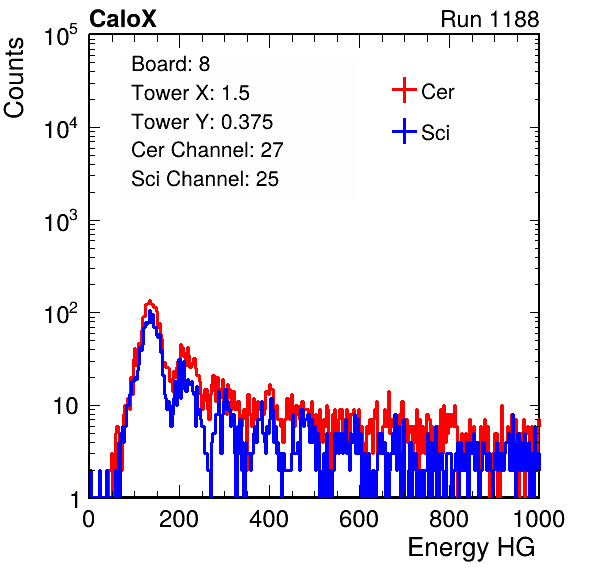 CaloX Run 1188
Counts
10^5
10^4
10^3
10^2
10
1
Board: 8
Tower X: 1.5
Tower Y: 0.375
Cer Channel: 27
Sci Channel: 25
Cer
Sci
0 200 400 600 800 1000
Energy HG